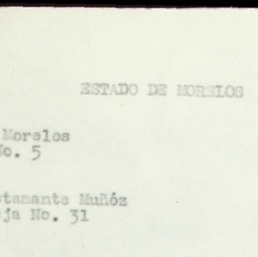 ESTADO DE MORELOS
Morelos
No. 5
stamante Muñóz
ja No. 31